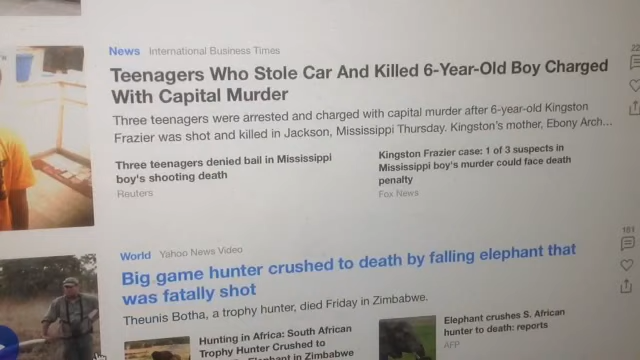 News International Business Times
Teenagers Who Stole Car And Killed 6-Year-Old Boy Charged
With Capital Murder
Three teenagers were arrested and charged with capital murder after 6-year-old Kingston
Frazier was shot and killed in Jackson, Mississippi Thursday. Kingston's mother, Ebony Arch...
Three teenagers denied bail in Mississippi
boy's shooting death
Reuters
Kingston Frazier case: 1 of 3 suspects in
Mississippi boy's murder could face death
penalty
Fox News
World Yahoo News Video
Big game hunter crushed to death by falling elephant that
was fatally shot
Theunis Botha, a trophy hunter, died Friday in Zimbabwe.
Hunting in Africa: South African
Trophy Hunter Crushed to
Elephant in Zimbabwe
Elephant crushes S. African
hunter to death: reports
AFP
161